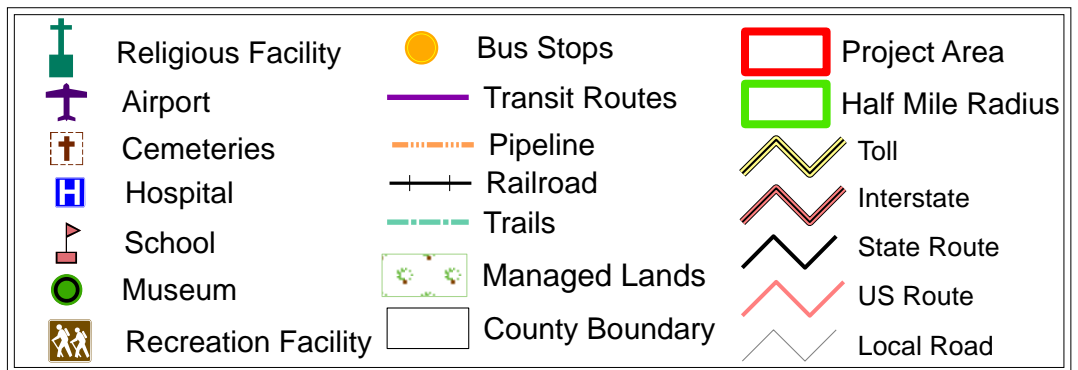 Religious Facility
Airport
Cemeteries
H Hospital
School
Museum
Recreation Facility
Bus Stops
Transit Routes
Pipeline
Railroad
Trails
Managed Lands
County Boundary
Project Area
Half Mile Radius
Toll
Interstate
State Route
US Route
Local Road